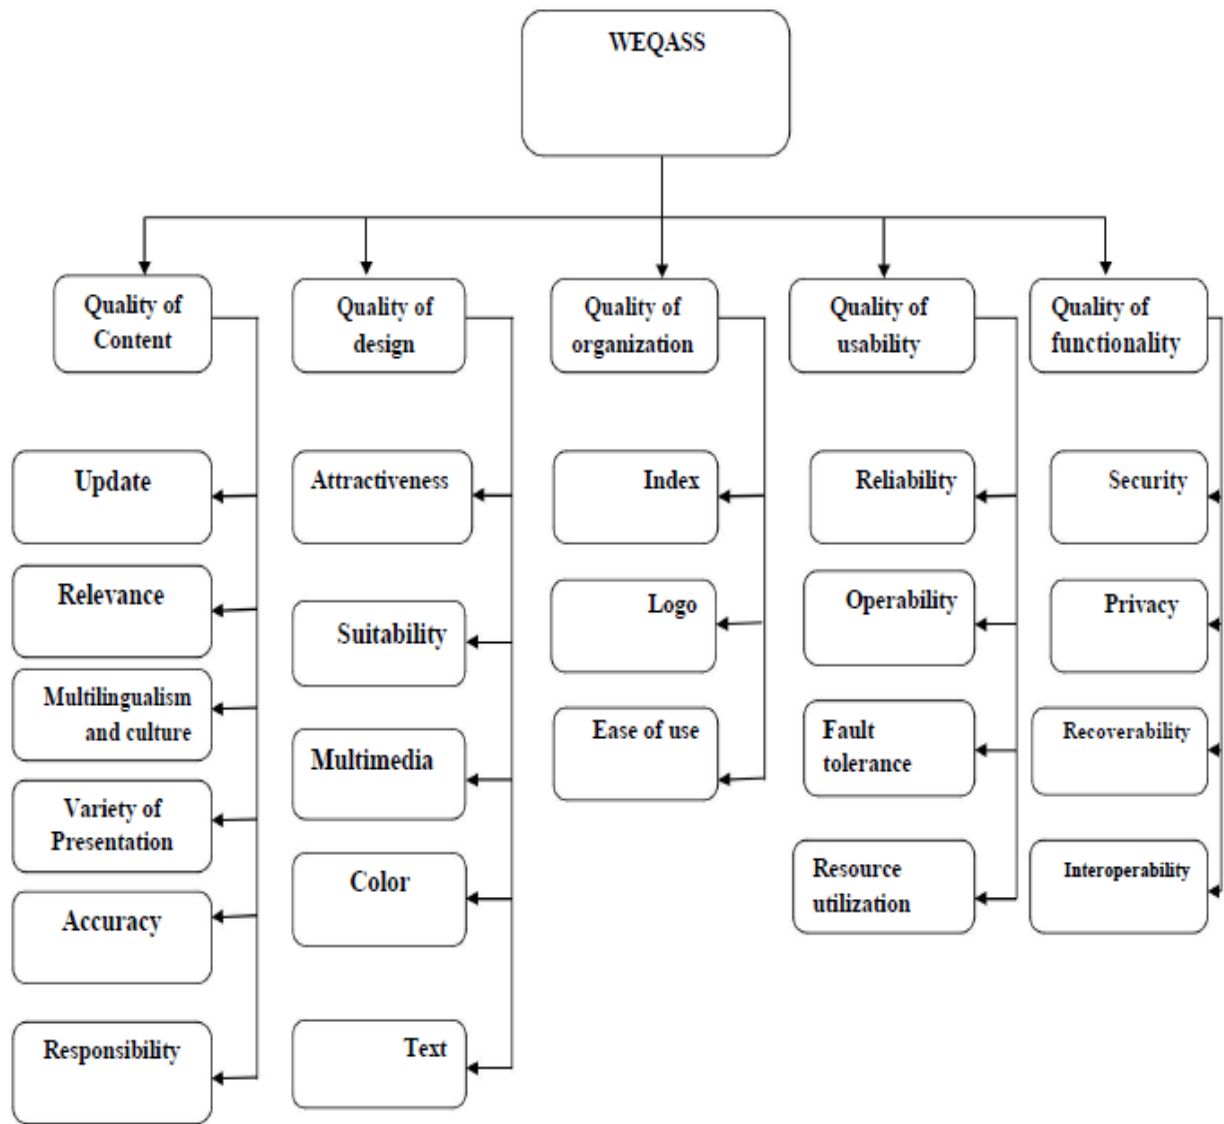 WEQASS
Quality of
Content
Quality of
design
Quality of
organization
Quality of
usability
Quality of
functionality
Update
Relevance
Multilingualism
and culture
Variety of
Presentation
Accuracy
Responsibility
Attractiveness
Suitability
Multimedia
Color
Text
Index
Logo
Ease of use
Reliability
Operability
Fault
tolerance
Resource
utilization
Security
Privacy
Recoverability
Interoperability